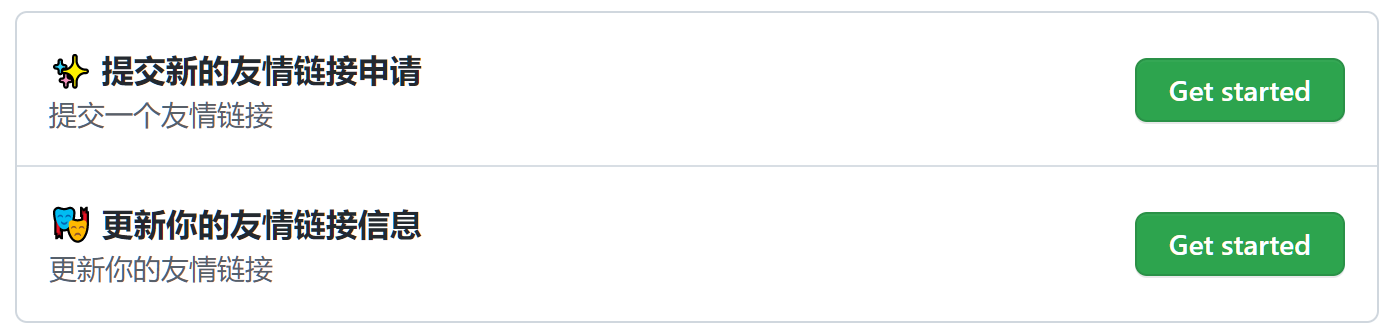 ✨ 提交新的友情链接申请
提交一个友情链接
Get started
🎭 更新你的友情链接信息
更新你的友情链接
Get started